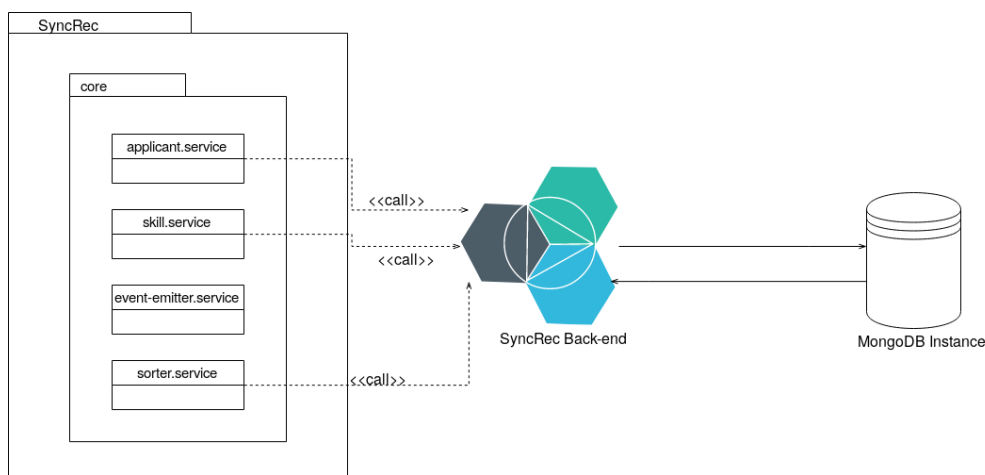 SyncRec
core
applicant.service
<<call>>
skill.service
<<call>>
event-emitter.service
SyncRec Back-end
MongoDB Instance
sorter.service
<<call>>